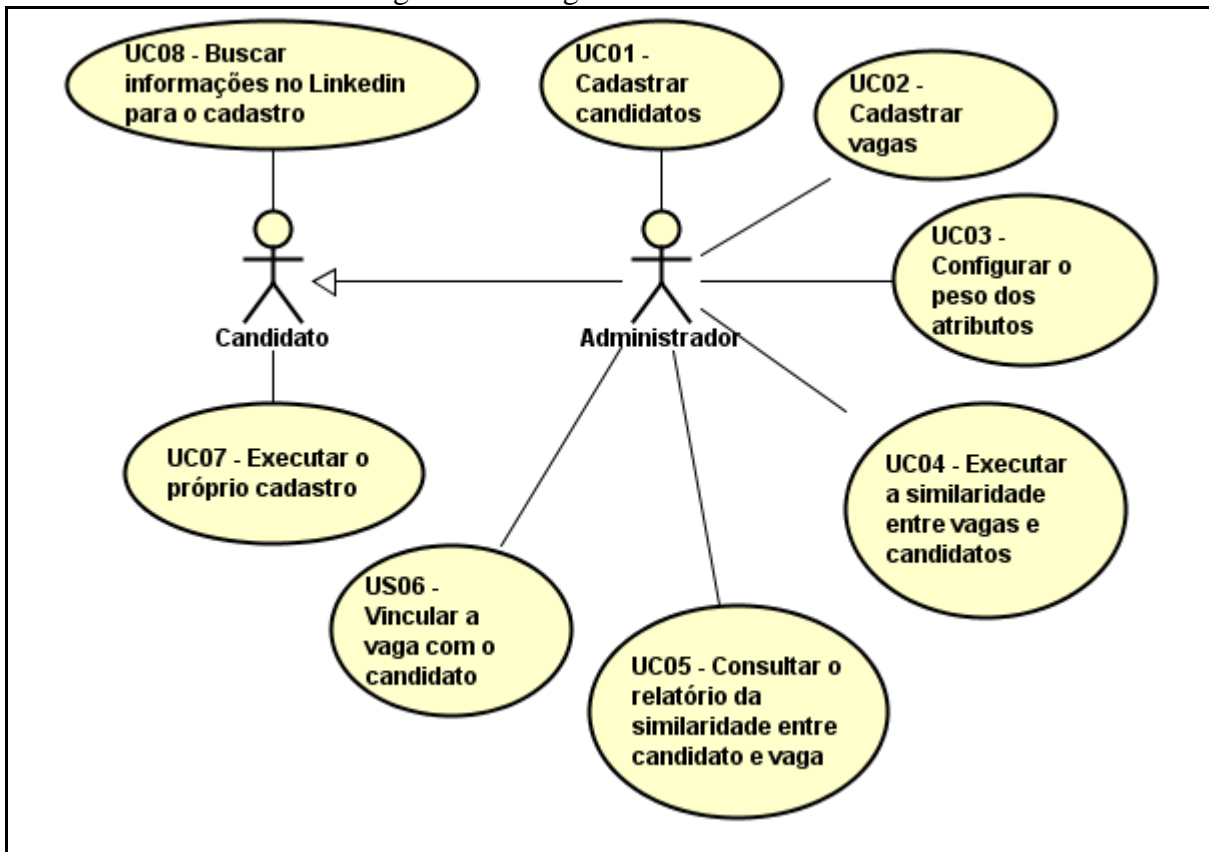 UC08 - Buscar
informações no Linkedin
para o cadastro
UC01 -
Cadastrar
candidatos
UC02 -
Cadastrar
vagas
UC03 -
Configurar o
peso dos
atributos
Candidato
Administrador
UC07 - Executar o
próprio cadastro
UC04 - Executar
a similaridade
entre vagas e
candidatos
US06 -
Vincular a
vaga com o
candidato
UC05 - Consultar o
relatório da
similaridade entre
candidato e vaga